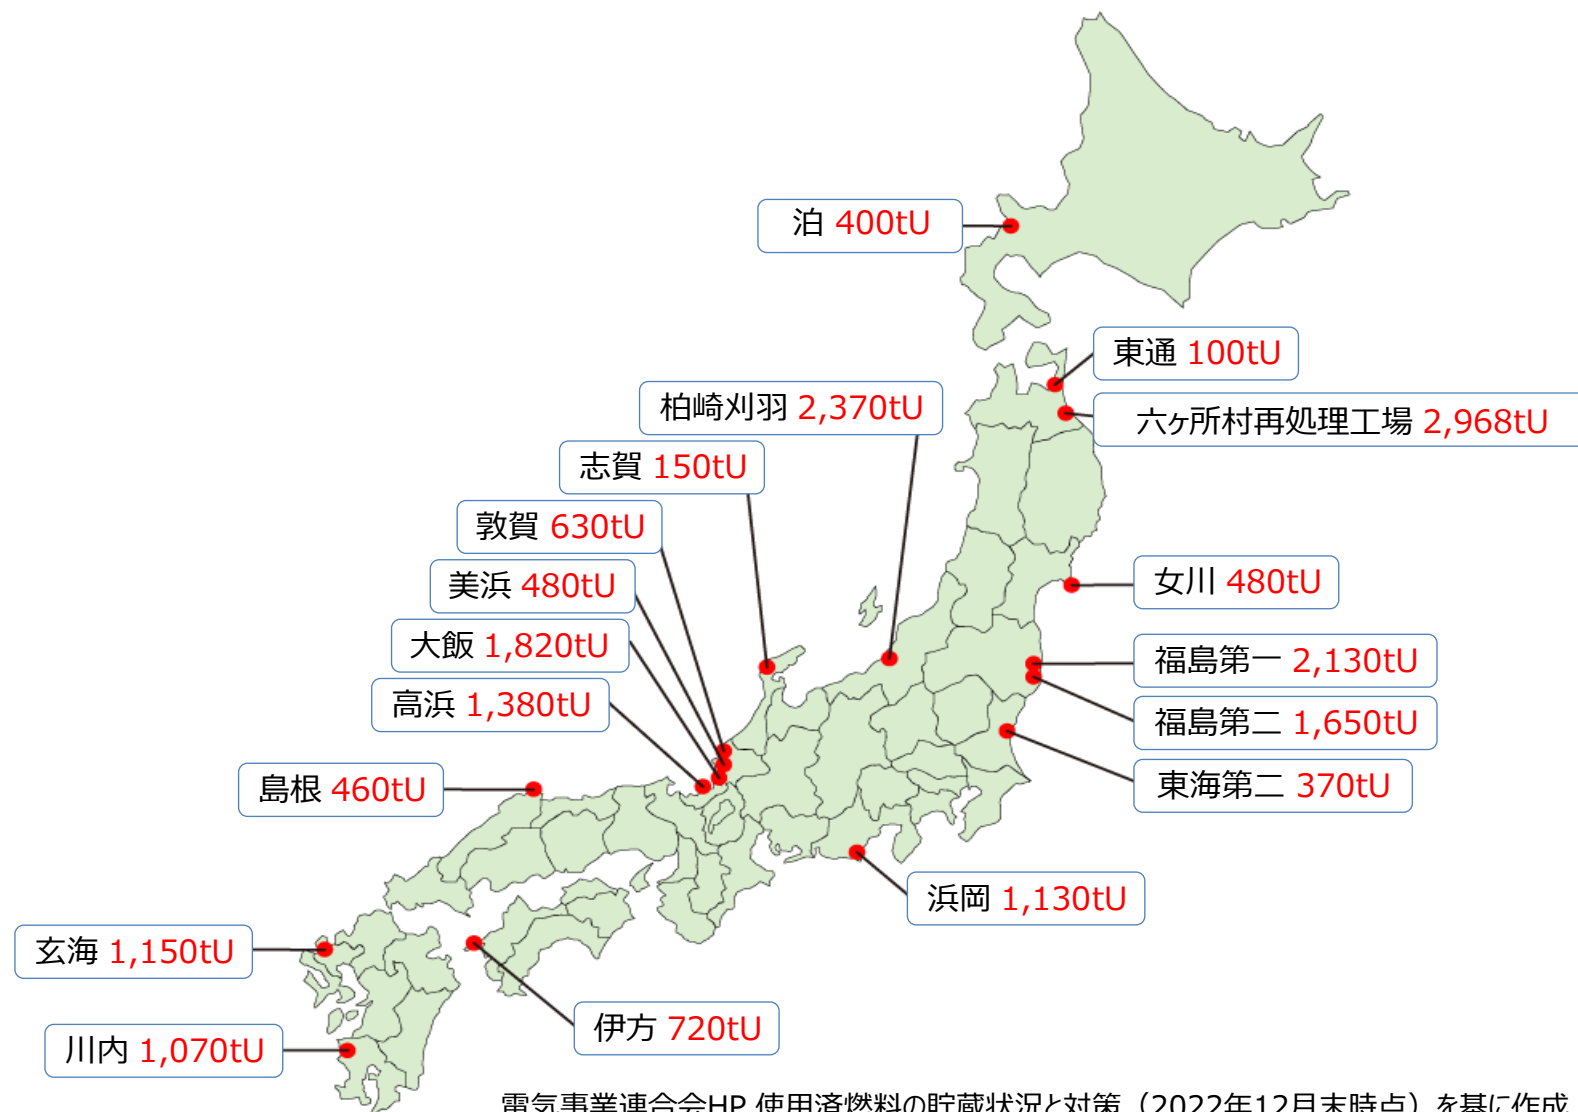 泊 400tU
東通 100tU
柏崎刈羽 2,370tU
六ヶ所村再処理工場 2,968tU
志賀 150tU
敦賀 630tU
美浜 480tU
女川 480tU
大飯 1,820tU
福島第一 2,130tU
高浜 1,380tU
福島第二 1,650tU
島根 460tU
東海第二 370tU
浜岡 1,130tU
玄海 1,150tU
伊方 720tU
川内 1,070tU
電気事業連合会HP 使用済燃料の貯蔵状況と対策（2022年12月末時点）を基に作成